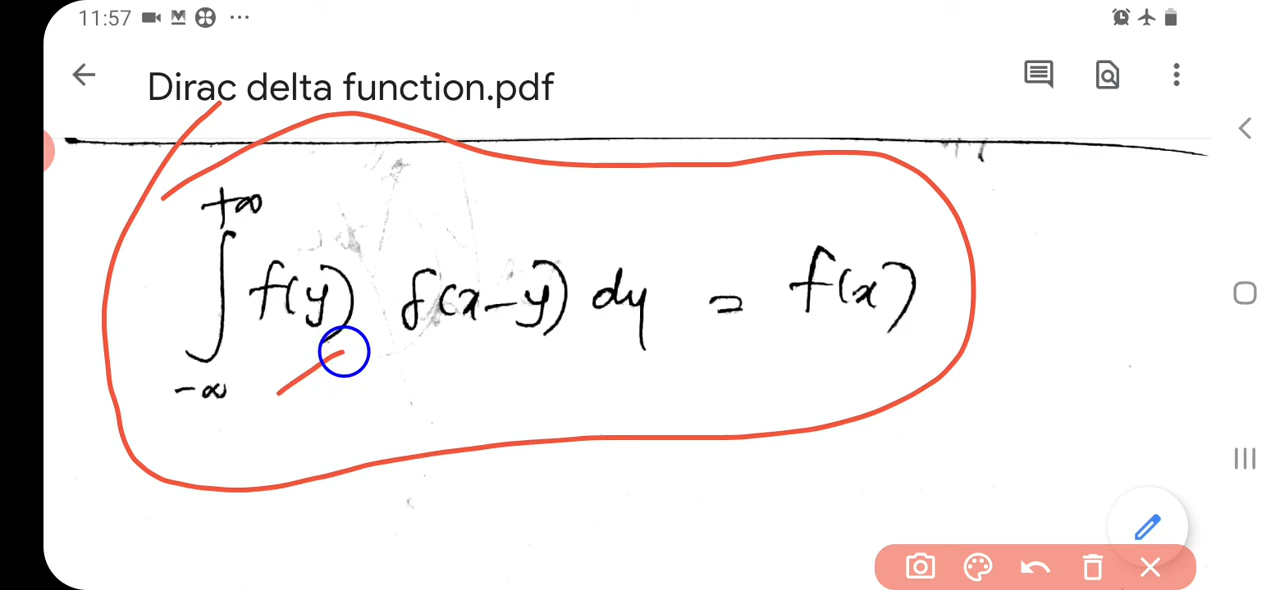 11:57
Dirac delta function.pdf
+∞
∫ f(y) δ(x-y) dy = f(x)
-∞